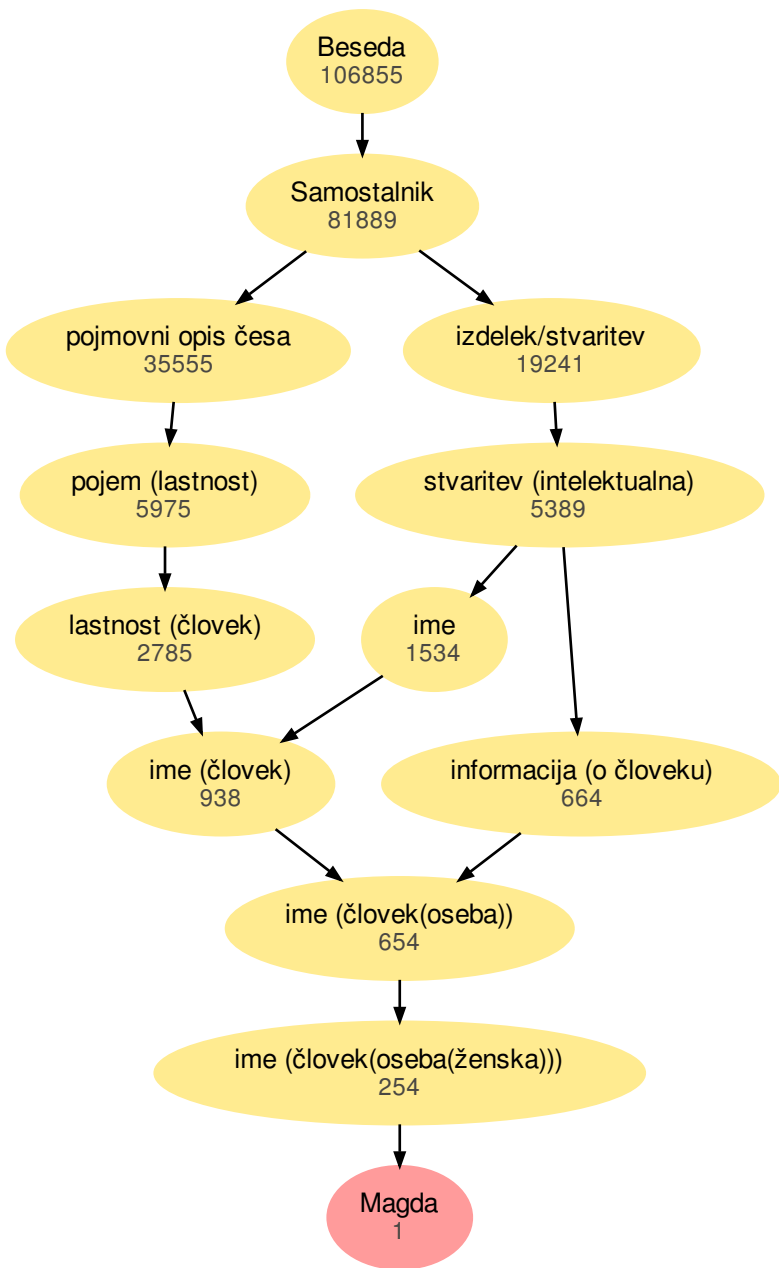 Beseda
106855
Samostalnik
81889
pojmovni opis česa
35555
izdelek/stvaritev
19241
pojem (lastnost)
5975
stvaritev (intelektualna)
5389
lastnost (človek)
2785
ime
1534
ime (človek)
938
informacija (o človeku)
664
ime (človek(oseba))
654
ime (človek(oseba(ženska)))
254
Magda
1